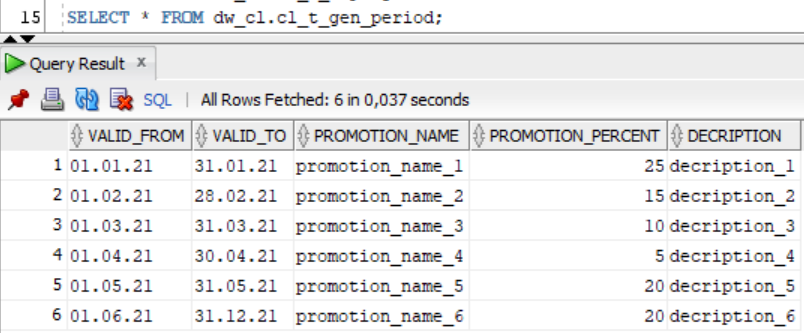 15 SELECT * FROM dw_cl.cl_t_gen_period;
Query Result x
SQL | All Rows Fetched: 6 in 0,037 seconds
VALID_FROM VALID_TO PROMOTION_NAME PROMOTION_PERCENT DECRIPTION
1 01.01.21 31.01.21 promotion_name_1 25 decription_1
2 01.02.21 28.02.21 promotion_name_2 15 decription_2
3 01.03.21 31.03.21 promotion_name_3 10 decription_3
4 01.04.21 30.04.21 promotion_name_4 5 decription_4
5 01.05.21 31.05.21 promotion_name_5 20 decription_5
6 01.06.21 31.12.21 promotion_name_6 20 decription_6